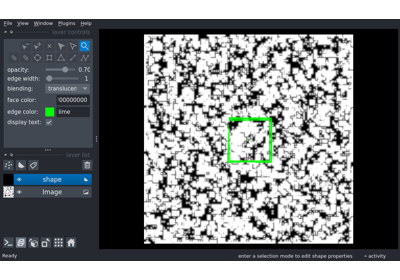 File View Window Plugins Help
layer controls
opacity: 0.70
edge width: 1
blending: translucen
face color: 00000000
edge color: lime
display text:
layer list
shape
Image
Ready enter a selection mode to edit shape properties activity